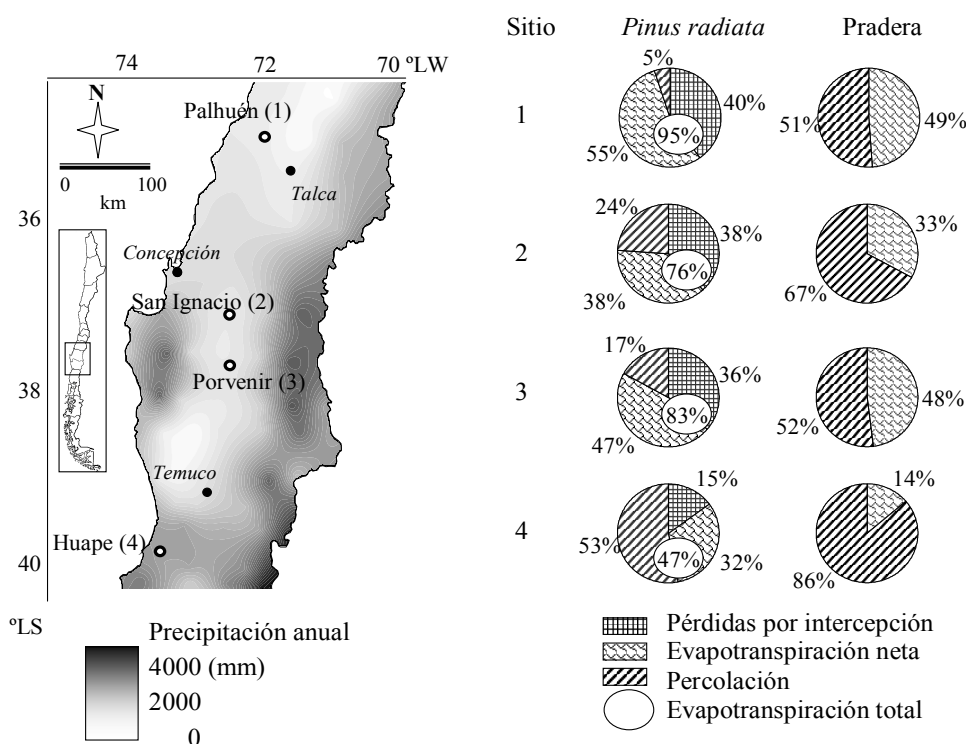 74
72
70 ºLW
N
0
100
km
Palhuén (1)
Talca
36
Concepción
San Ignacio (2)
Porvenir (3)
38
Temuco
Huape (4)
40
ºLS
Precipitación anual
4000 (mm)
2000
0
Sitio
Pinus radiata
Pradera
1
5%
40%
95%
55%
51%
49%
2
24%
38%
76%
38%
33%
67%
3
17%
36%
83%
47%
48%
52%
4
15%
53%
47%
32%
14%
86%
Pérdidas por intercepción
Evapotranspiración neta
Percolación
Evapotranspiración total